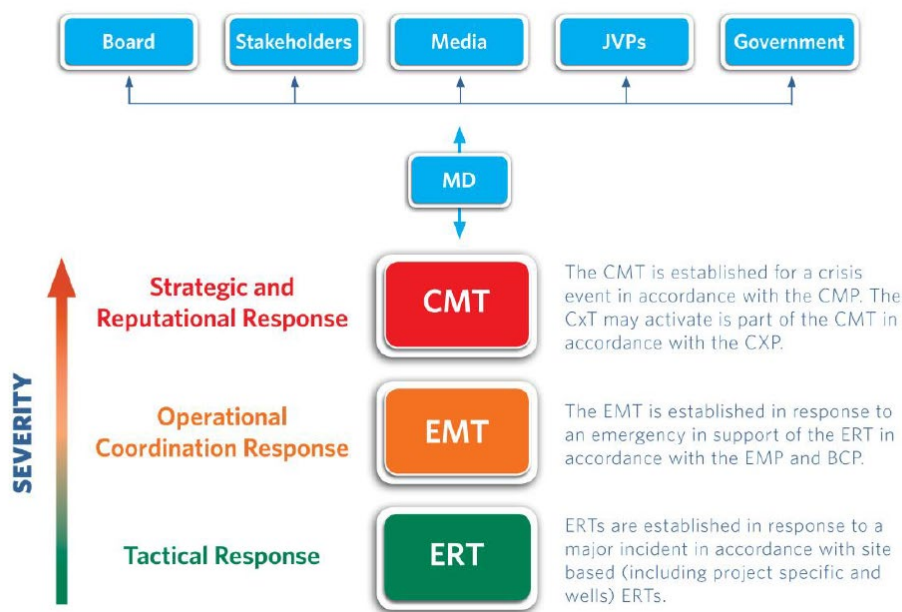 Board
Stakeholders
Media
JVPs
Government
MD
SEVERITY
Strategic and
Reputational Response
CMT
The CMT is established for a crisis
event in accordance with the CMP. The
CxT may activate is part of the CMT in
accordance with the CXP.
Operational
Coordination Response
EMT
The EMT is established in response to
an emergency in support of the ERT in
accordance with the EMP and BCP.
Tactical Response
ERT
ERTs are established in response to a
major incident in accordance with site
based (including project specific and
wells) ERTs.